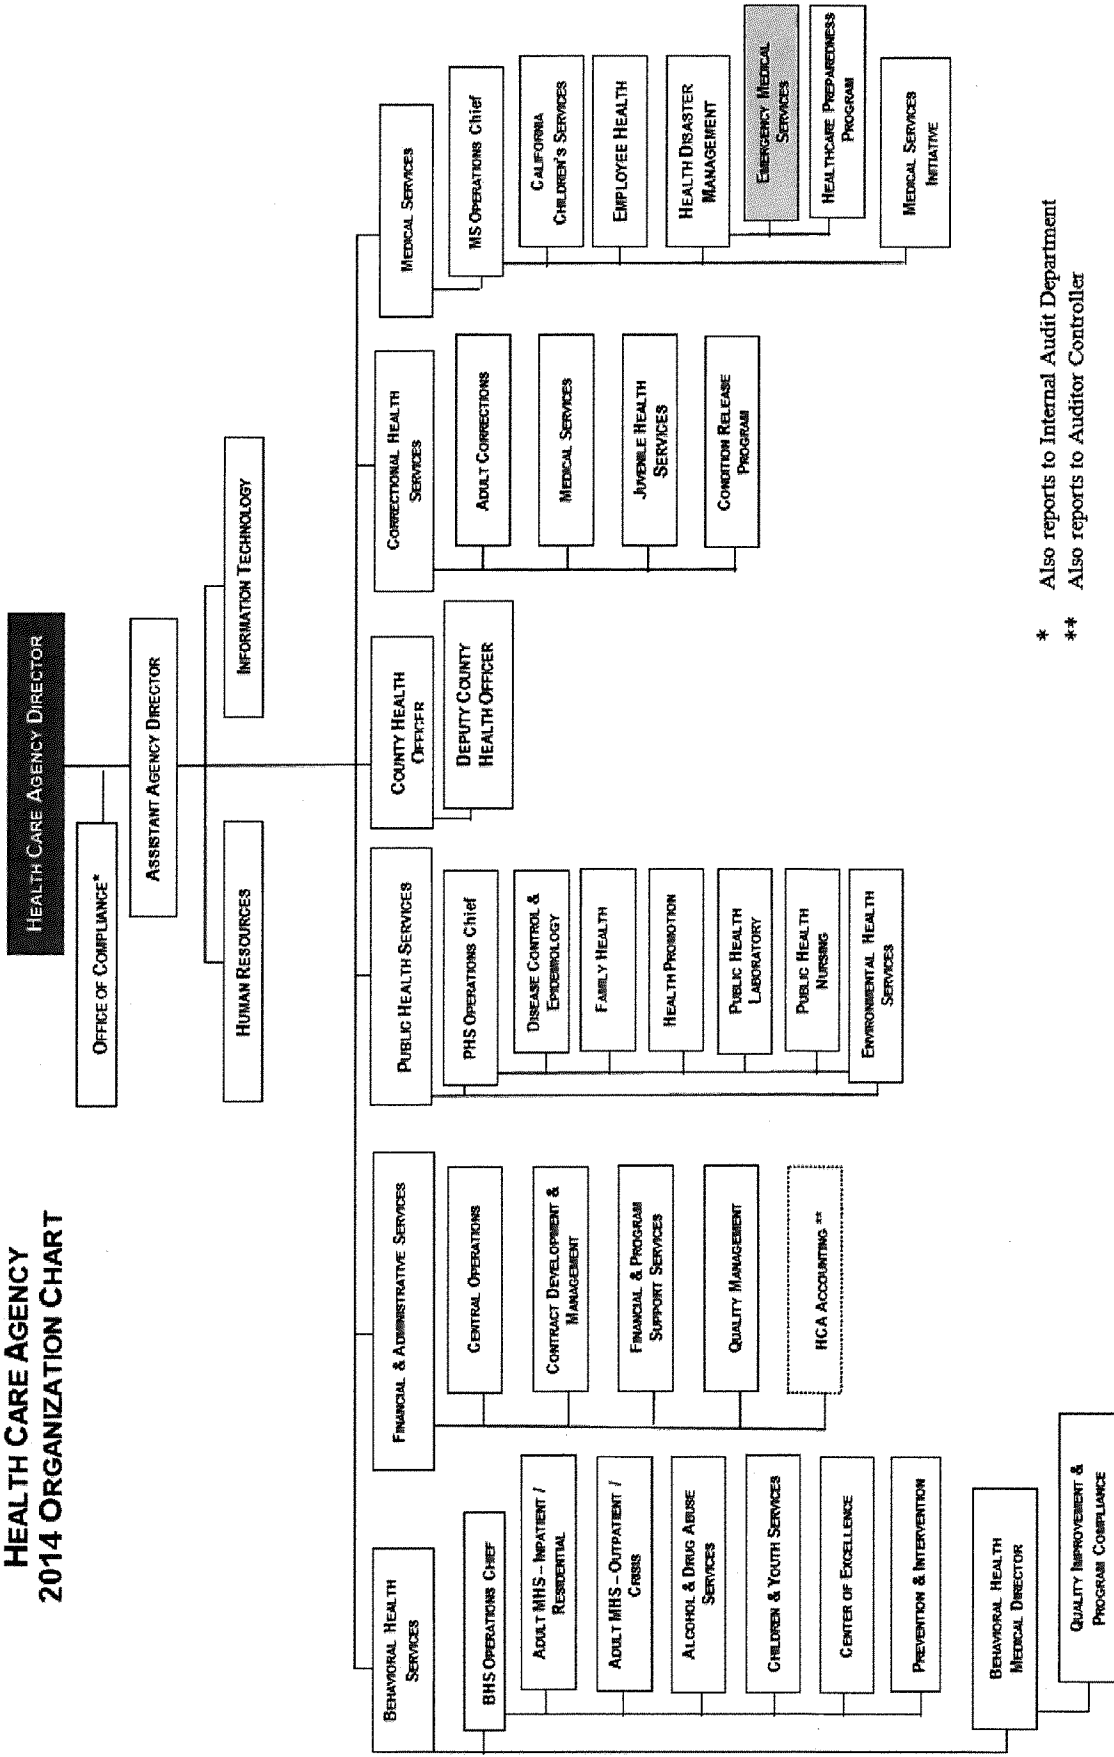 HEALTH CARE AGENCY
2014 ORGANIZATION CHART
HEALTH CARE AGENCY DIRECTOR
OFFICE OF COMPLIANCE*
ASSISTANT AGENCY DIRECTOR
HUMAN RESOURCES
INFORMATION TECHNOLOGY
BEHAVIORAL HEALTH
SERVICES
BHS OPERATIONS CHIEF
ADULT MHS – INPATIENT /
RESIDENTIAL
ADULT MHS – OUTPATIENT /
CRISIS
ALCOHOL & DRUG ABUSE
SERVICES
CHILDREN & YOUTH SERVICES
CENTER OF EXCELLENCE
PREVENTION & INTERVENTION
BEHAVIORAL HEALTH
MEDICAL DIRECTOR
QUALITY IMPROVEMENT &
PROGRAM COMPLIANCE
FINANCIAL & ADMINISTRATIVE SERVICES
CENTRAL OPERATIONS
CONTRACT DEVELOPMENT &
MANAGEMENT
FINANCIAL & PROGRAM
SUPPORT SERVICES
QUALITY MANAGEMENT
HCA ACCOUNTING **
PUBLIC HEALTH SERVICES
PHS OPERATIONS Chief
DISEASE CONTROL &
EPIDEMIOLOGY
FAMILY HEALTH
HEALTH PROMOTION
PUBLIC HEALTH
LABORATORY
PUBLIC HEALTH
NURSING
ENVIRONMENTAL HEALTH
SERVICES
COUNTY HEALTH
OFFICER
DEPUTY COUNTY
HEALTH OFFICER
CORRECTIONAL HEALTH
SERVICES
ADULT CORRECTIONS
MEDICAL SERVICES
JUVENILE HEALTH
SERVICES
CONDITION RELEASE
PROGRAM
MEDICAL SERVICES
MS OPERATIONS Chief
CALIFORNIA
CHILDREN'S SERVICES
EMPLOYEE HEALTH
HEALTH DISASTER
MANAGEMENT
EMERGENCY MEDICAL
SERVICES
HEALTHCARE PREPAREDNESS
PROGRAM
MEDICAL SERVICES
INITIATIVE
* Also reports to Internal Audit Department
** Also reports to Auditor Controller